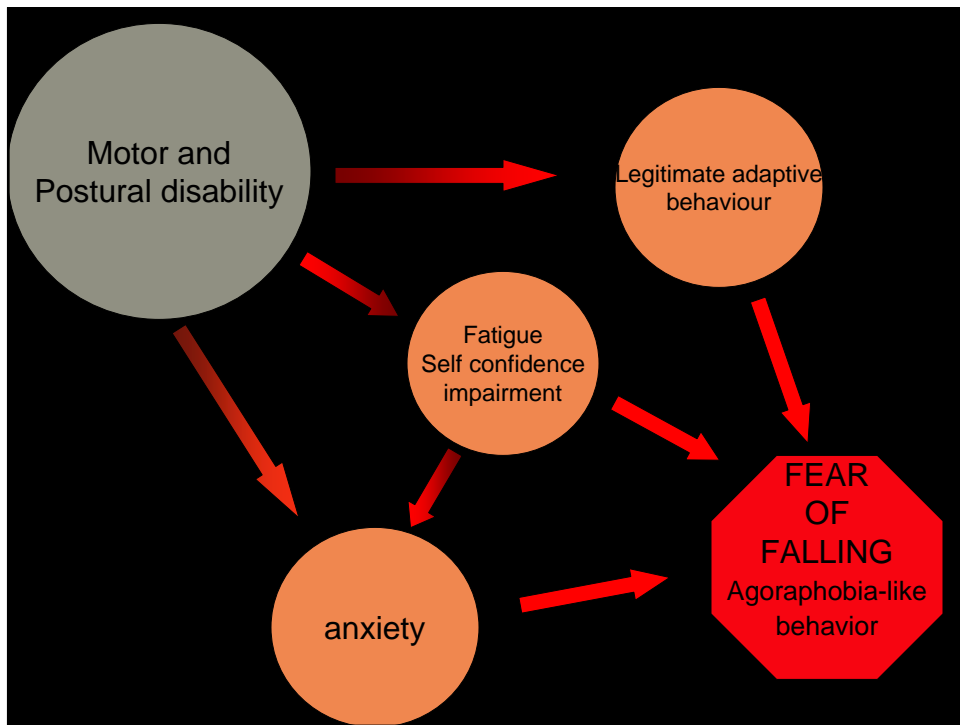 Motor and
Postural disability
Legitimate adaptive
behaviour
Fatigue
Self confidence
impairment
anxiety
FEAR
OF
FALLING
Agoraphobia-like
behavior